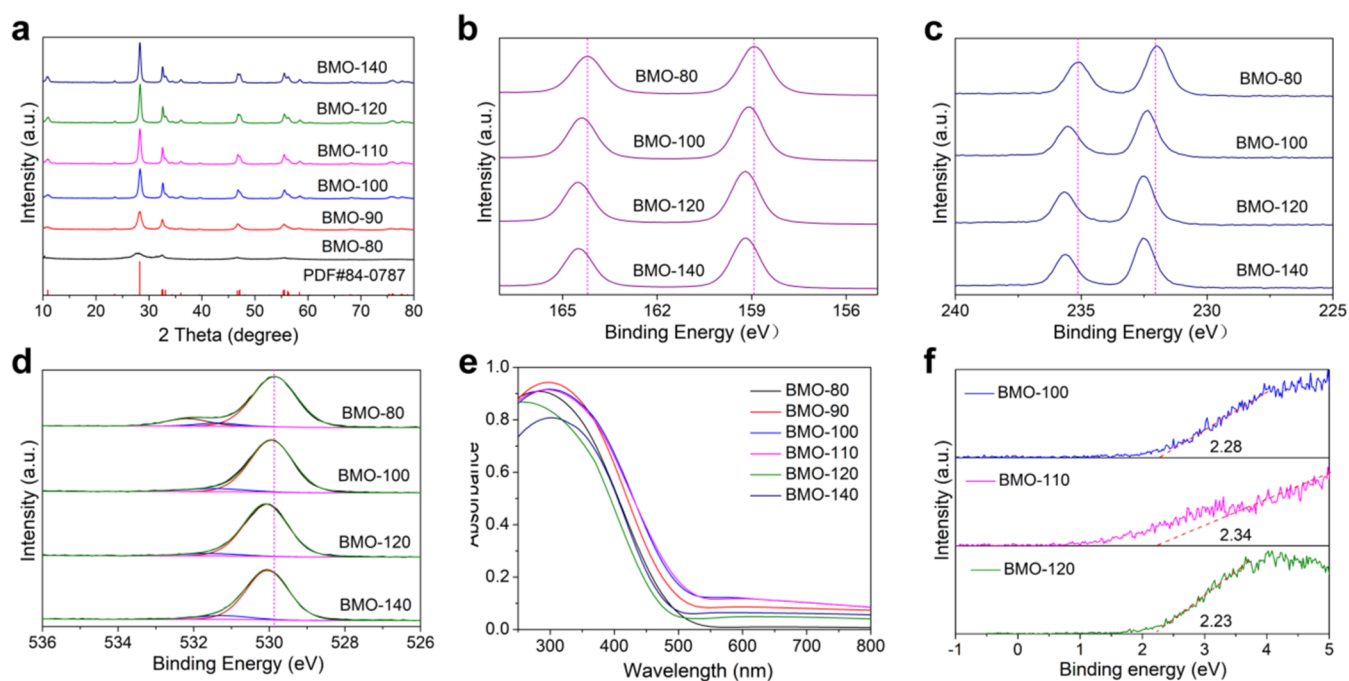 a
BMO-140
BMO-120
BMO-110
BMO-100
BMO-90
BMO-80
PDF#84-0787
Intensity (a.u.)
10 20 30 40 50 60 70 80
2 Theta (degree)
b
BMO-80
BMO-100
BMO-120
BMO-140
Intensity (a.u.)
165 162 159 156
Binding Energy (eV)
c
BMO-80
BMO-100
BMO-120
BMO-140
Intensity (a.u.)
240 235 230 225
Binding Energy (eV)
d
BMO-80
BMO-100
BMO-120
BMO-140
Intensity (a.u.)
536 534 532 530 528 526
Binding Energy (eV)
e
1.0
0.8
0.6
0.4
0.2
0.0
BMO-80
BMO-90
BMO-100
BMO-110
BMO-120
BMO-140
Absorbance
300 400 500 600 700 800
Wavelength (nm)
f
BMO-100
2.28
BMO-110
2.34
BMO-120
2.23
Intensity (a.u.)
-1 0 1 2 3 4 5
Binding energy (eV)